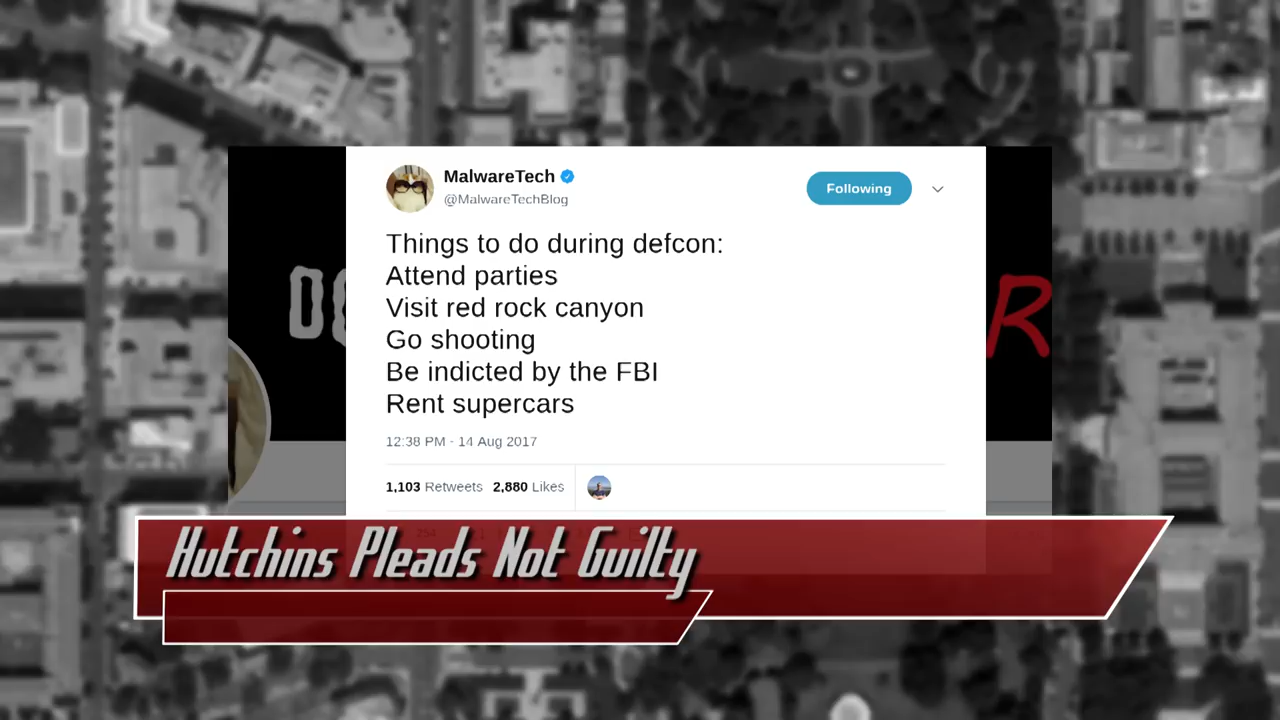 MalwareTech
@MalwareTechBlog
Following
Things to do during defcon:
Attend parties
Visit red rock canyon
Go shooting
Be indicted by the FBI
Rent supercars
12:38 PM - 14 Aug 2017
1,103 Retweets 2,880 Likes
Hutchins Pleads Not Guilty